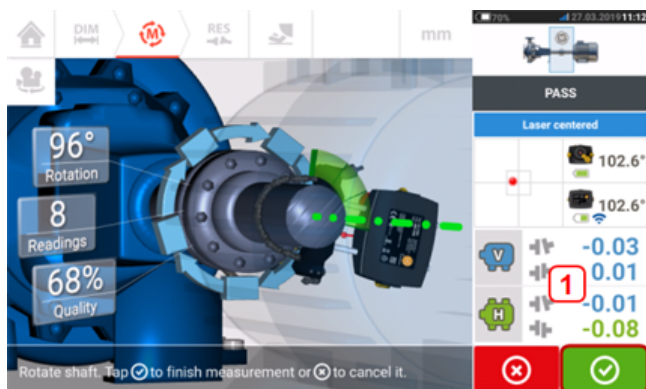 DIM
M
RES
mm
70%
27.03.2019 11:12
PASS
Laser centered
96°
Rotation
102.6°
8
Readings
102.6°
68%
Quality
V
-0.03
0.01
1
H
-0.01
-0.08
Rotate shaft. Tap to finish measurement or to cancel it.